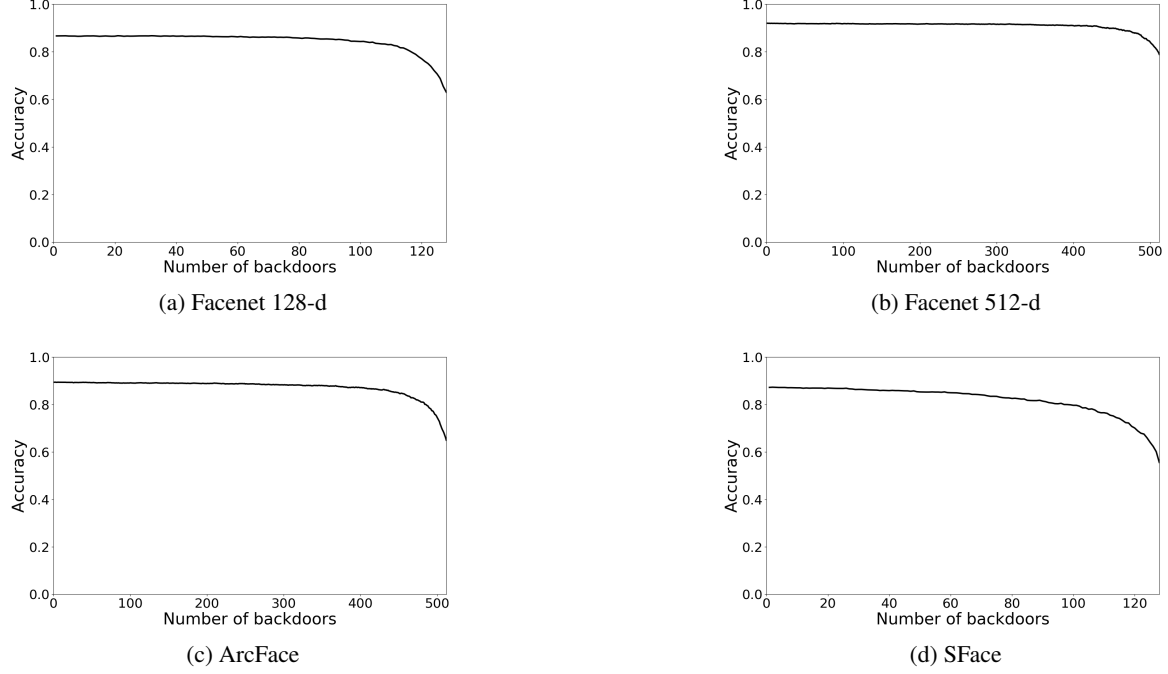 1.0
0.8
0.6
0.4
0.2
0.0
Accuracy
0 20 40 60 80 100 120
Number of backdoors
(a) Facenet 128-d
1.0
0.8
0.6
0.4
0.2
0.0
Accuracy
0 100 200 300 400 500
Number of backdoors
(b) Facenet 512-d
1.0
0.8
0.6
0.4
0.2
0.0
Accuracy
0 100 200 300 400 500
Number of backdoors
(c) ArcFace
1.0
0.8
0.6
0.4
0.2
0.0
Accuracy
0 20 40 60 80 100 120
Number of backdoors
(d) SFace